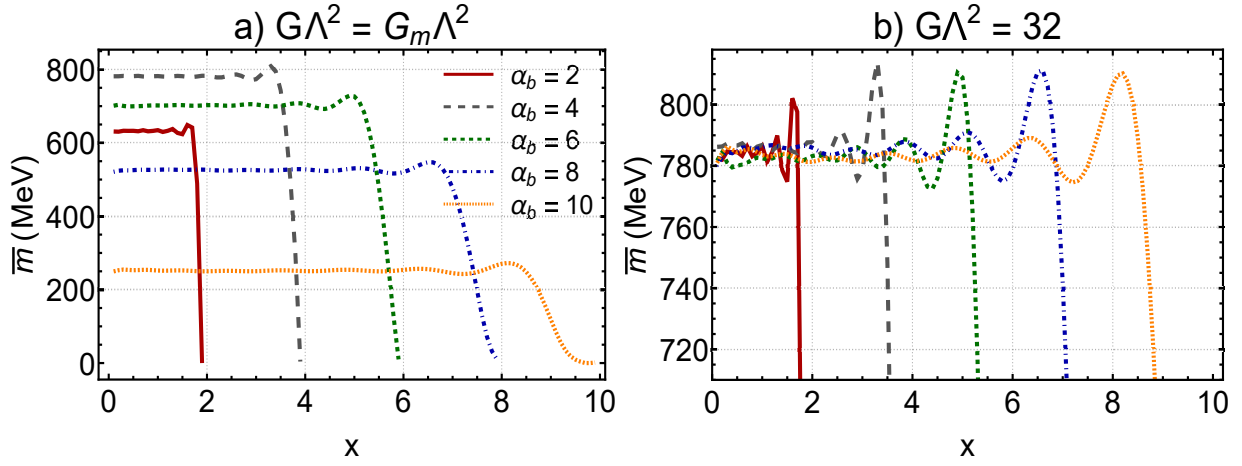 a) GΛ² = GₘΛ²
m̅ (MeV)
800
600
400
200
0
α_b = 2
α_b = 4
α_b = 6
α_b = 8
α_b = 10
0 2 4 6 8 10
x
b) GΛ² = 32
m̅ (MeV)
800
780
760
740
720
0 2 4 6 8 10
x